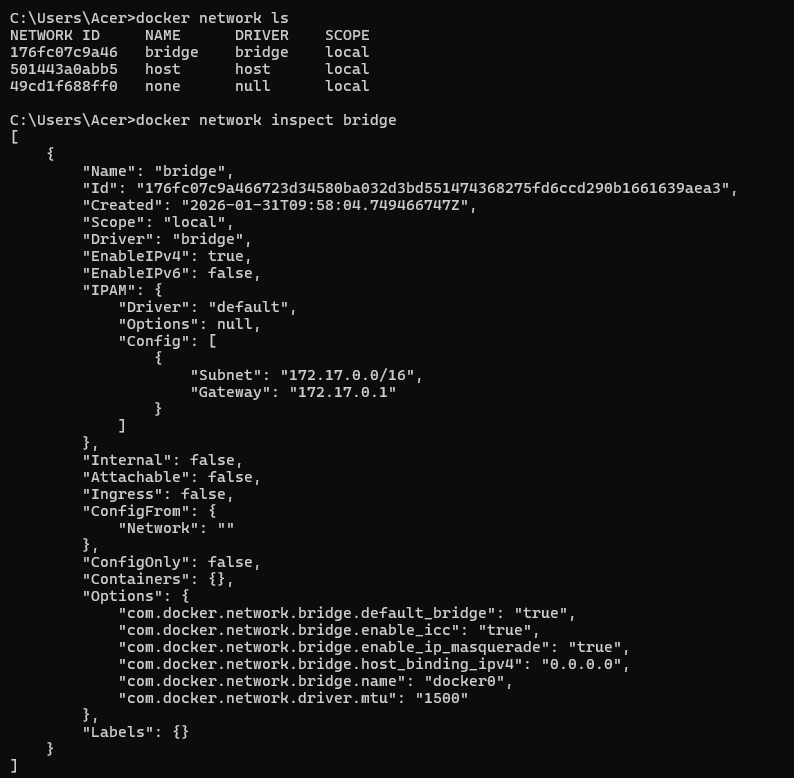 C:\Users\Acer>docker network ls
NETWORK ID     NAME      DRIVER    SCOPE
176fc07c9a46   bridge    bridge    local
501443a0abb5   host      host      local
49cd1f688ff0   none      null      local

C:\Users\Acer>docker network inspect bridge
[
    {
        "Name": "bridge",
        "Id": "176fc07c9a466723d34580ba032d3bd551474368275fd6ccd290b1661639aea3",
        "Created": "2026-01-31T09:58:04.749466747Z",
        "Scope": "local",
        "Driver": "bridge",
        "EnableIPv4": true,
        "EnableIPv6": false,
        "IPAM": {
            "Driver": "default",
            "Options": null,
            "Config": [
                {
                    "Subnet": "172.17.0.0/16",
                    "Gateway": "172.17.0.1"
                }
            ]
        },
        "Internal": false,
        "Attachable": false,
        "Ingress": false,
        "ConfigFrom": {
            "Network": ""
        },
        "ConfigOnly": false,
        "Containers": {},
        "Options": {
            "com.docker.network.bridge.default_bridge": "true",
            "com.docker.network.bridge.enable_icc": "true",
            "com.docker.network.bridge.enable_ip_masquerade": "true",
            "com.docker.network.bridge.host_binding_ipv4": "0.0.0.0",
            "com.docker.network.bridge.name": "docker0",
            "com.docker.network.driver.mtu": "1500"
        },
        "Labels": {}
    }
]